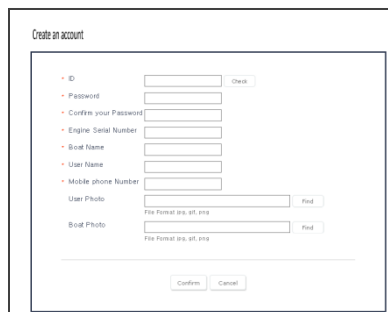 Create an account
* ID Check
* Password
* Confirm your Password
* Engine Serial Number
* Boat Name
* User Name
* Mobile phone Number
User Photo Find
File Format jpg, gif, png
Boat Photo Find
File Format jpg, gif, png
Confirm Cancel